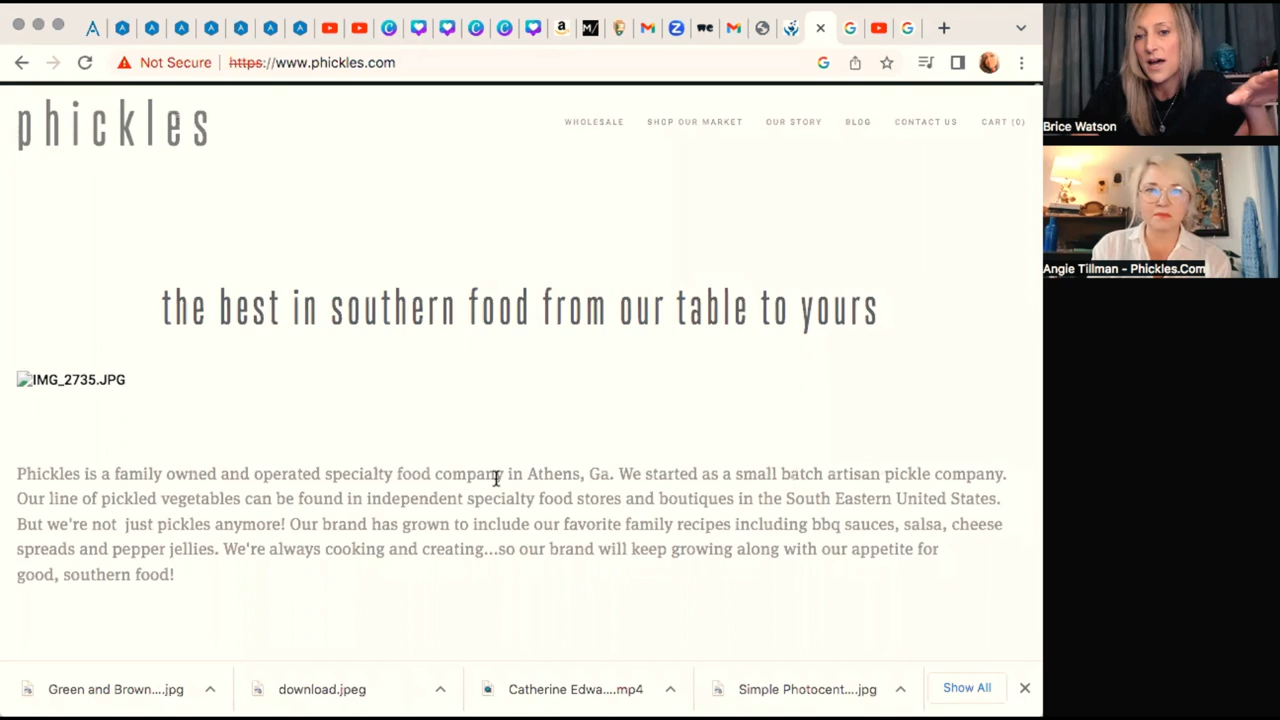 Not Secure
https://www.phickles.com
phickles
WHOLESALE SHOP OUR MARKET OUR STORY BLOG CONTACT US CART (0)
the best in southern food from our table to yours
IMG_2735.JPG
Phickles is a family owned and operated specialty food company in Athens, Ga. We started as a small batch artisan pickle company.
Our line of pickled vegetables can be found in independent specialty food stores and boutiques in the South Eastern United States.
But we're not just pickles anymore! Our brand has grown to include our favorite family recipes including bbq sauces, salsa, cheese
spreads and pepper jellies. We're always cooking and creating...so our brand will keep growing along with our appetite for
good, southern food!
Green and Brown....jpg
download.jpeg
Catherine Edwa....mp4
Simple Photocent....jpg
Show All
Brice Watson
Angie Tillman - Phickles.Com